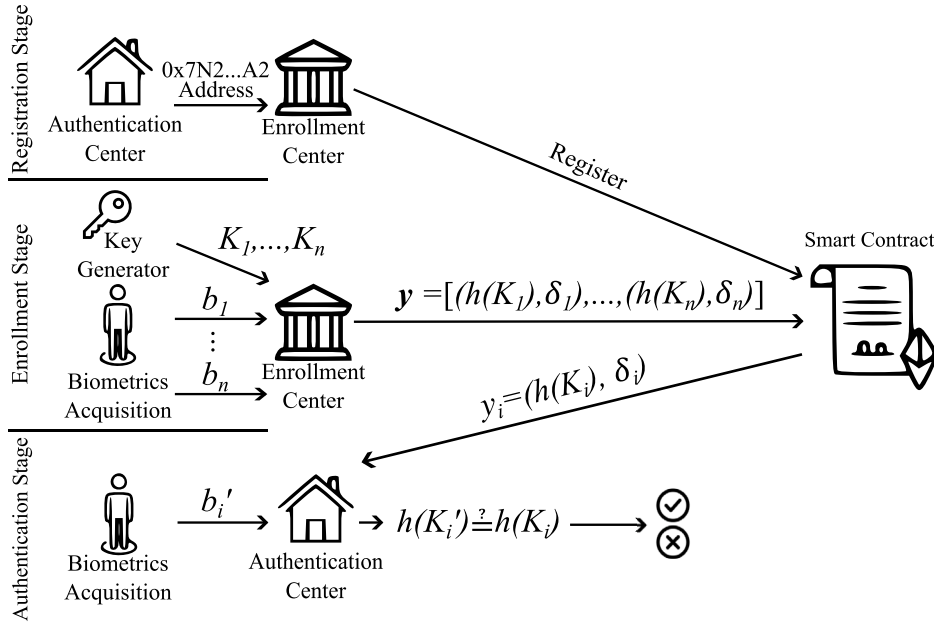 Registration Stage
0x7N2...A2
Address
Authentication
Center
Enrollment
Center
Register
Smart Contract
Enrollment Stage
Key
Generator
K₁,...,Kₙ
b₁
⋮
bₙ
Biometrics
Acquisition
Enrollment
Center
y =[(h(K₁),δ₁),...,(h(Kₙ),δₙ)]
yᵢ=(h(Kᵢ), δᵢ)
Authentication Stage
Biometrics
Acquisition
bᵢ'
Authentication
Center
h(Kᵢ')≟h(Kᵢ)